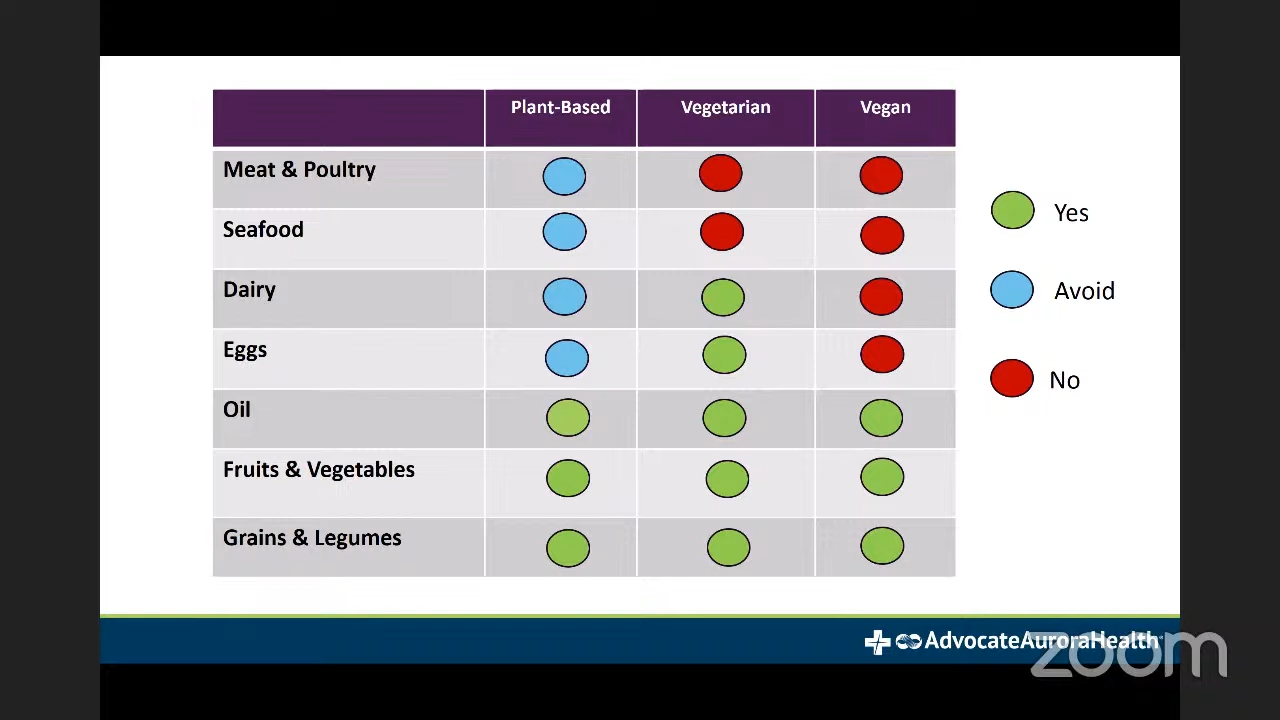 Plant-Based Vegetarian Vegan
Meat & Poultry
Seafood
Dairy
Eggs
Oil
Fruits & Vegetables
Grains & Legumes
Yes
Avoid
No
AdvocateAuroraHealth
zoom